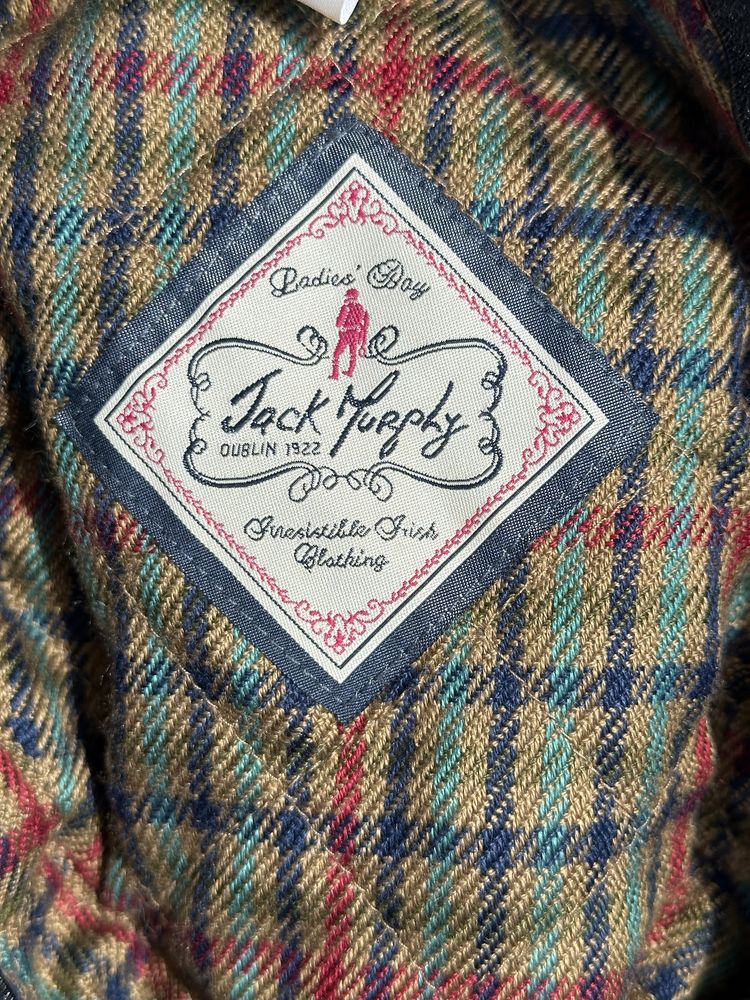 Ladies' Day
Jack Murphy
DUBLIN 1922
Irresistible Irish
Clothing